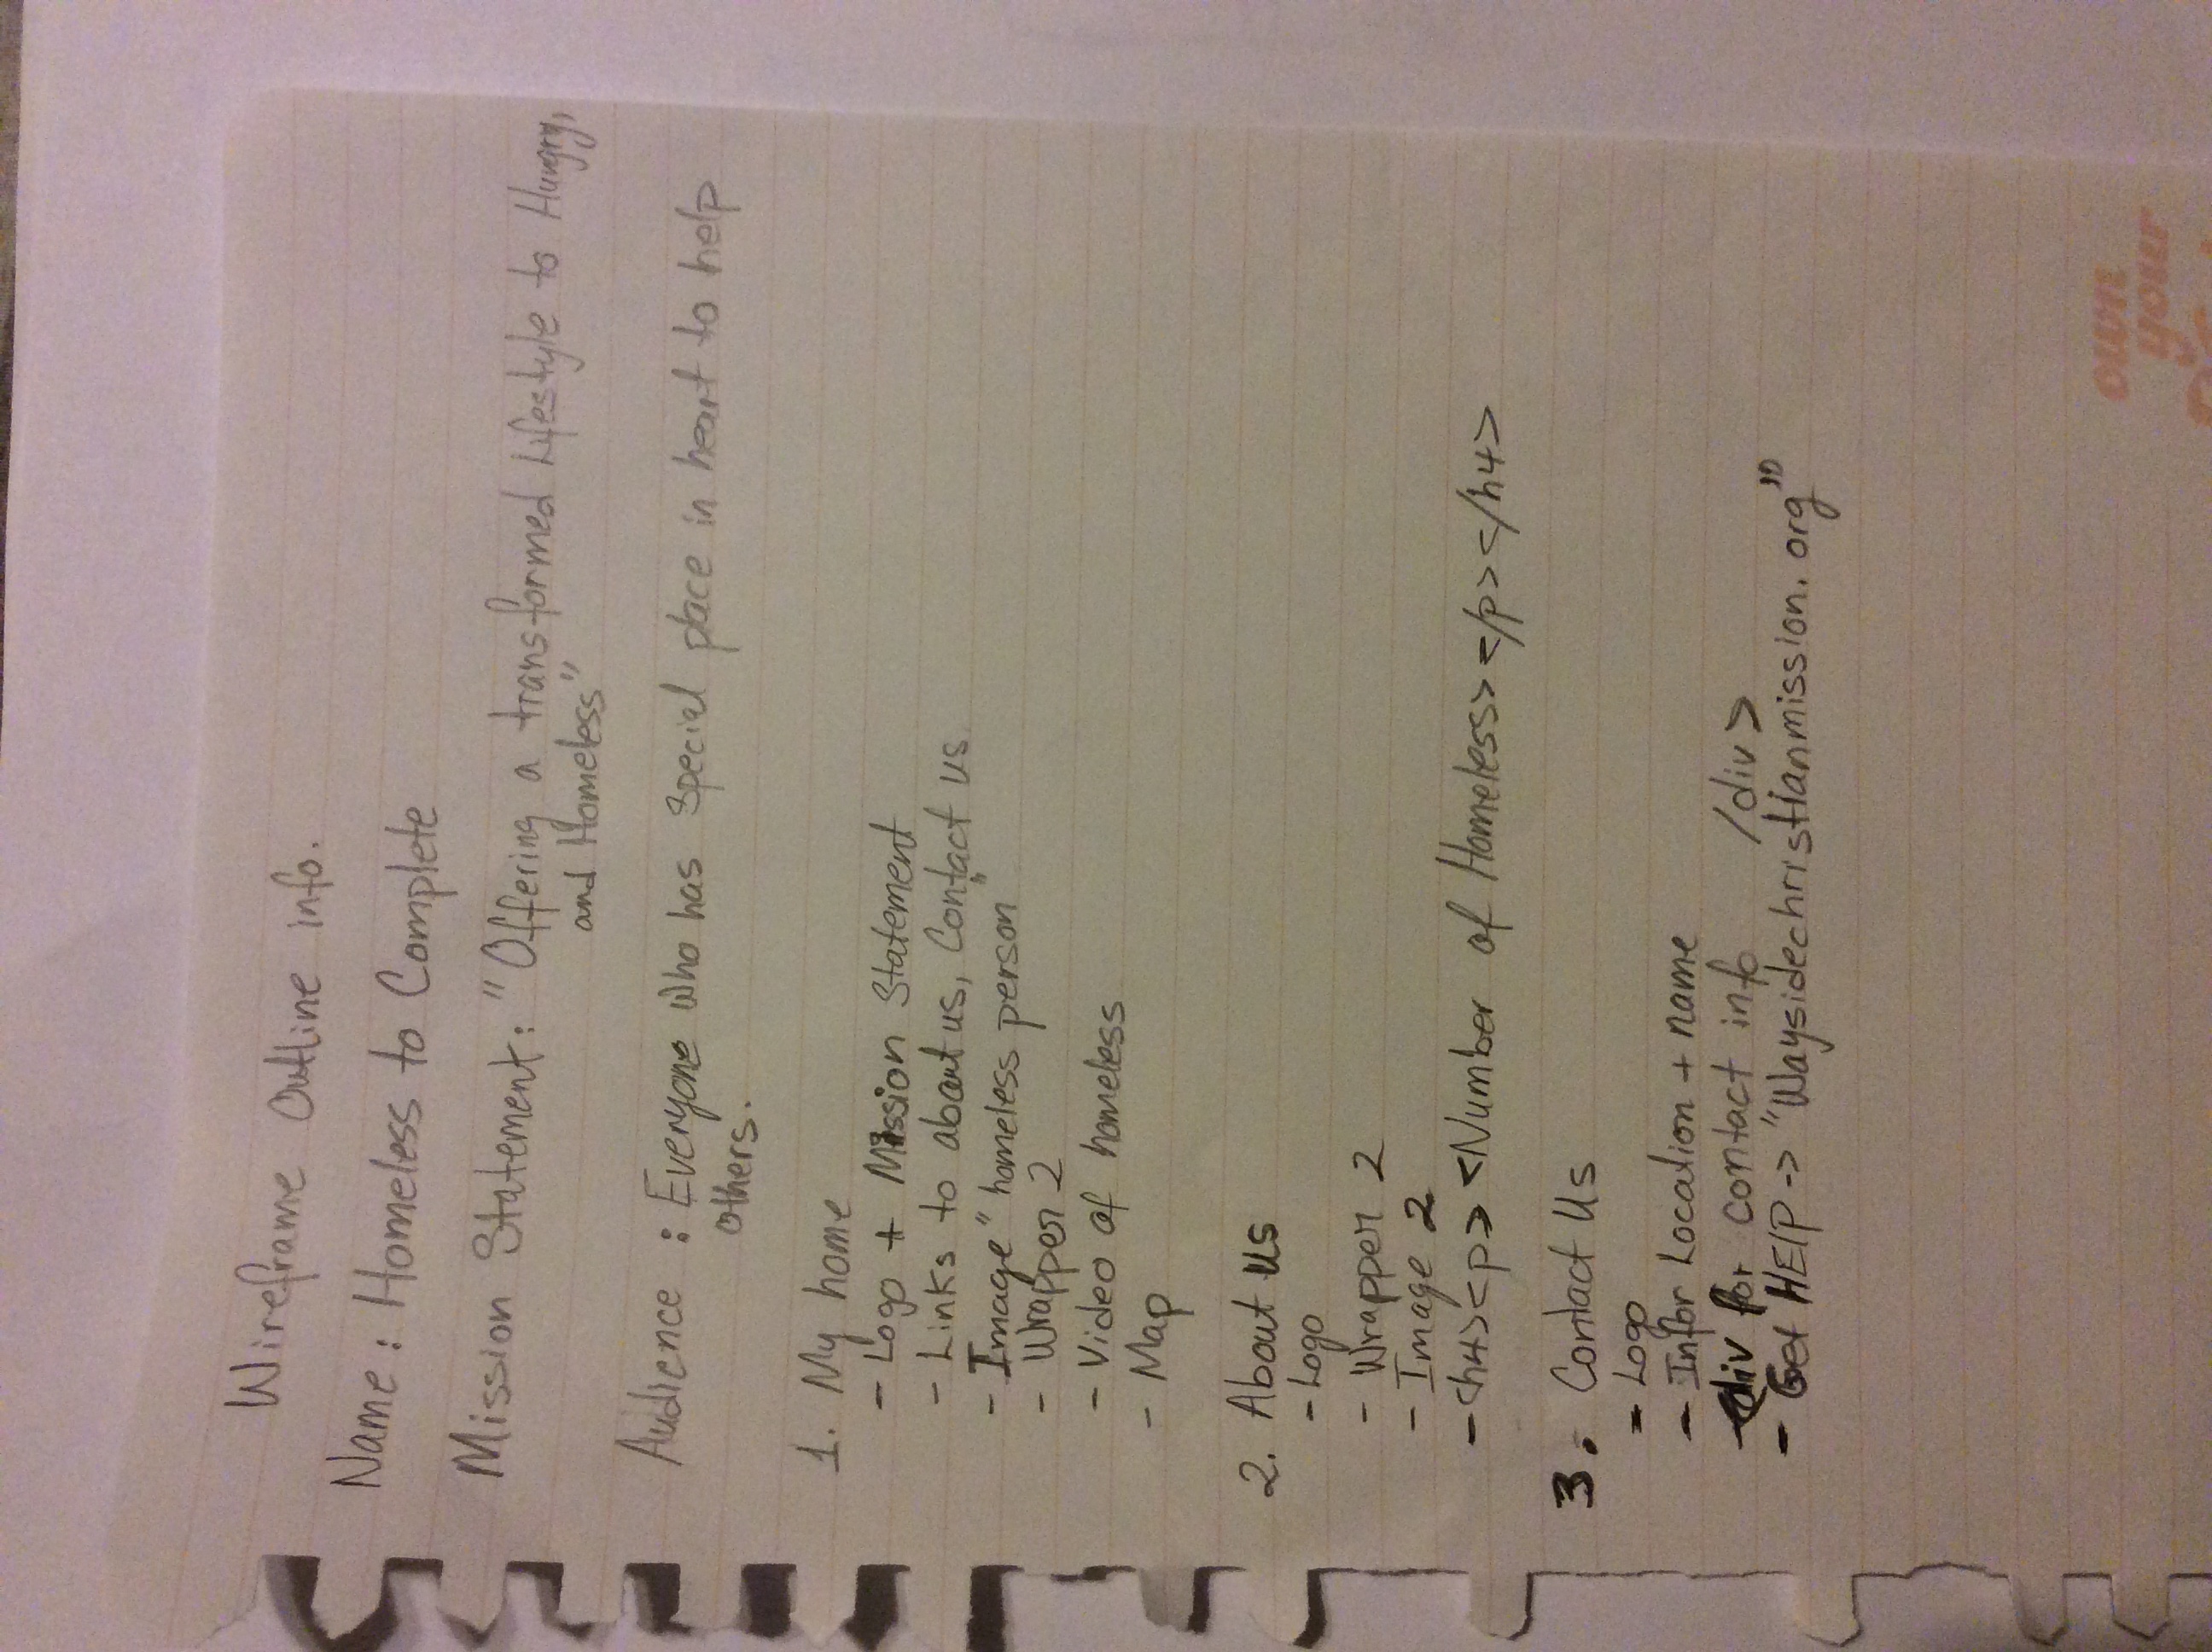 Wireframe Outline info.
Name: Homeless to Complete
Mission Statement: "Offering a transformed Lifestyle to Hungry,
and Homeless"
Audience : Everyone who has special place in heart to help
others.
1. My home
- Logo + Mission Statement
- Links to about us, Contact us
- Image "homeless person"
- Wrapper 2
- Video of homeless
- Map
2. About us
- Logo
- Wrapper 2
- Image 2
- <h4><p> <Number of Homeless> </p></h4>
3. Contact Us
- Logo
- Infor Location + name
- <div for contact info /div>
- Get HElP -> "Waysidechristianmission.org"
own
your